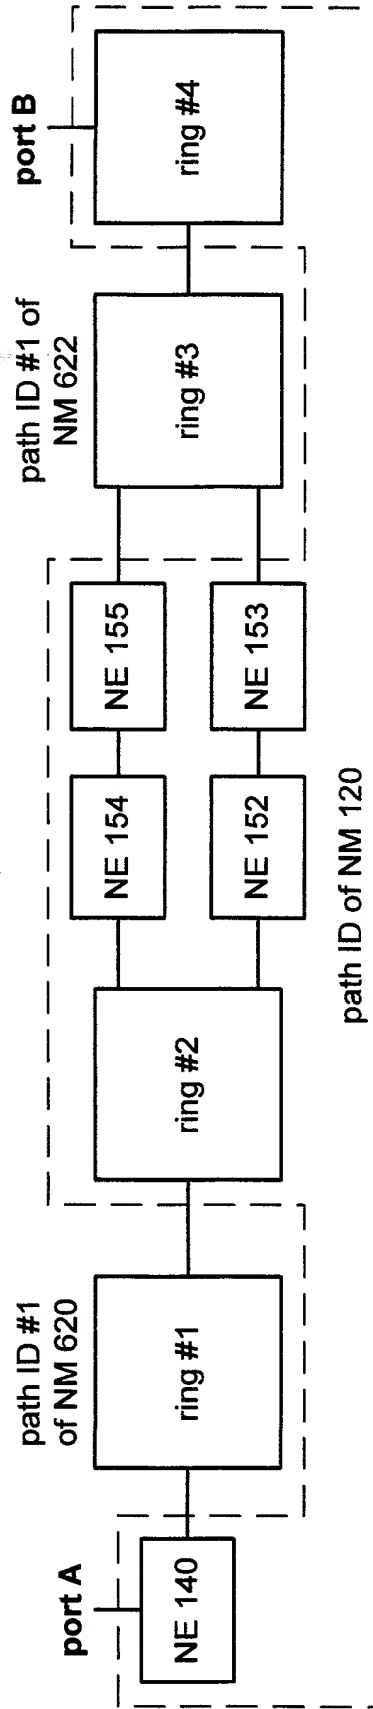 port A
NE 140
path ID #1
of NM 620
ring #1
ring #2
NE 154
NE 155
NE 152
NE 153
path ID #1 of
NM 622
ring #3
port B
ring #4
path ID of NM 120